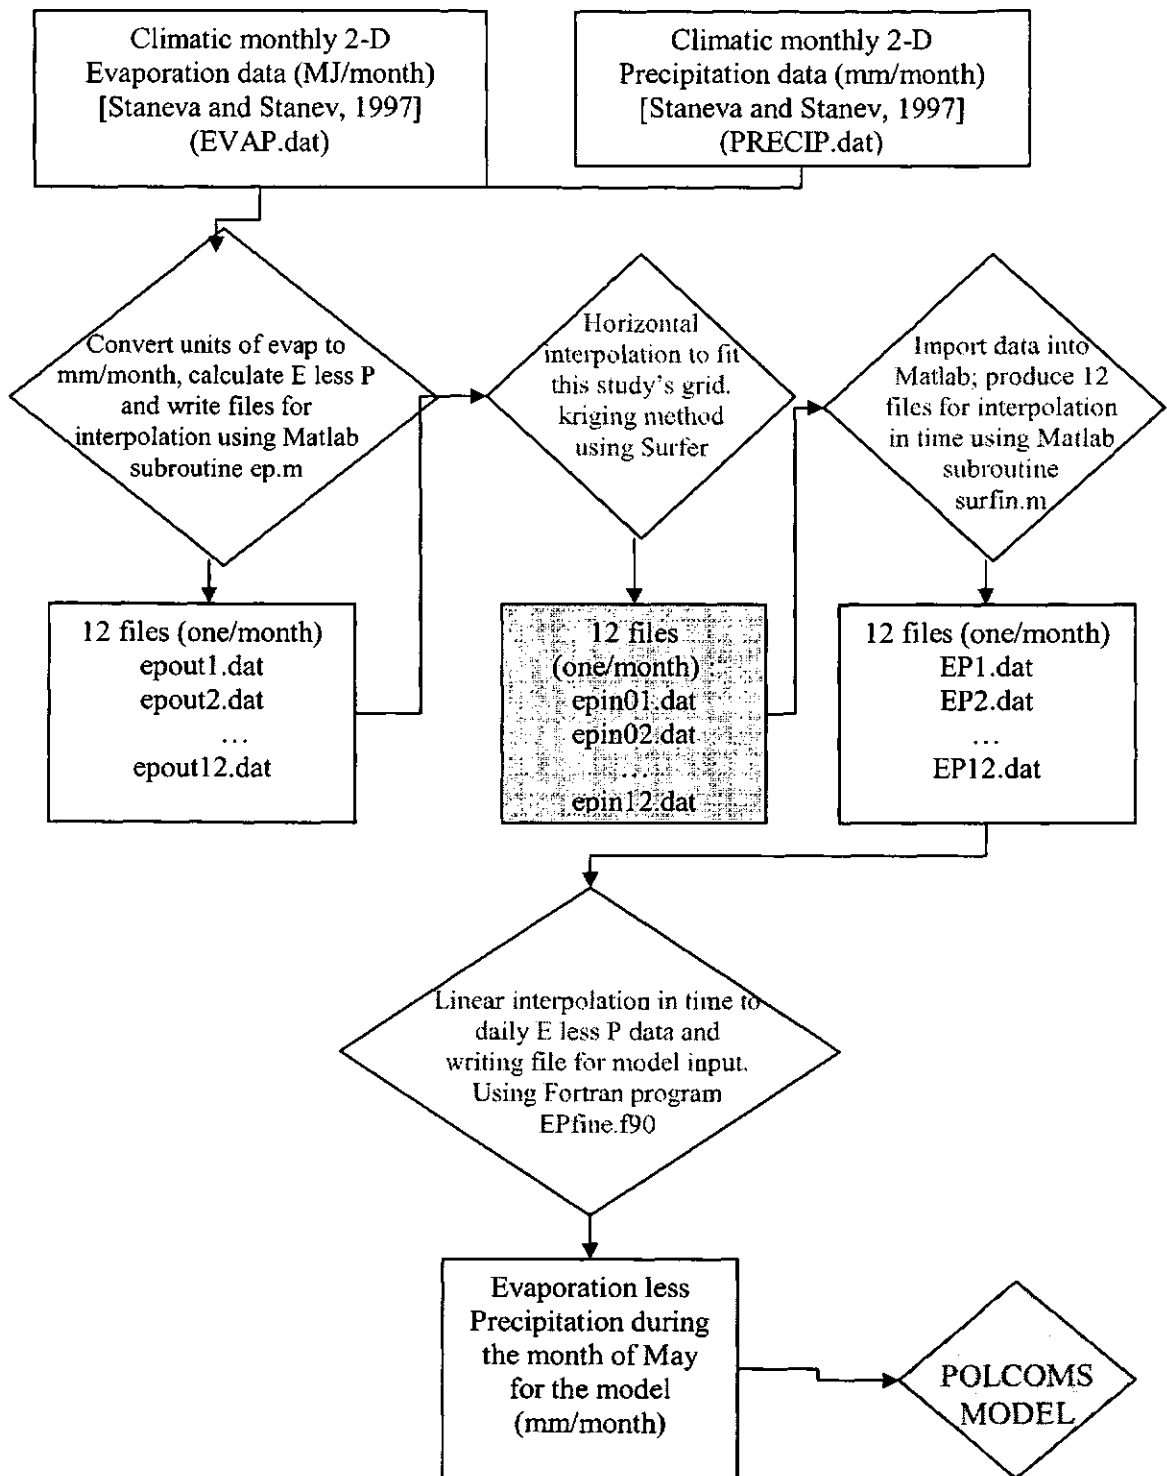 Climatic monthly 2-D
Evaporation data (MJ/month)
[Staneva and Stanev, 1997]
(EVAP.dat)
Climatic monthly 2-D
Precipitation data (mm/month)
[Staneva and Stanev, 1997]
(PRECIP.dat)
Convert units of evap to
mm/month, calculate E less P
and write files for
interpolation using Matlab
subroutine ep.m
Horizontal
interpolation to fit
this study's grid.
kriging method
using Surfer
Import data into
Matlab; produce 12
files for interpolation
in time using Matlab
subroutine
surfin.m
12 files (one/month)
epout1.dat
epout2.dat
...
epout12.dat
12 files
(one/month)
epin01.dat
epin02.dat
...
epin12.dat
12 files (one/month)
EP1.dat
EP2.dat
...
EP12.dat
Linear interpolation in time to
daily E less P data and
writing file for model input.
Using Fortran program
EPfine.f90
Evaporation less
Precipitation during
the month of May
for the model
(mm/month)
POLCOMS
MODEL